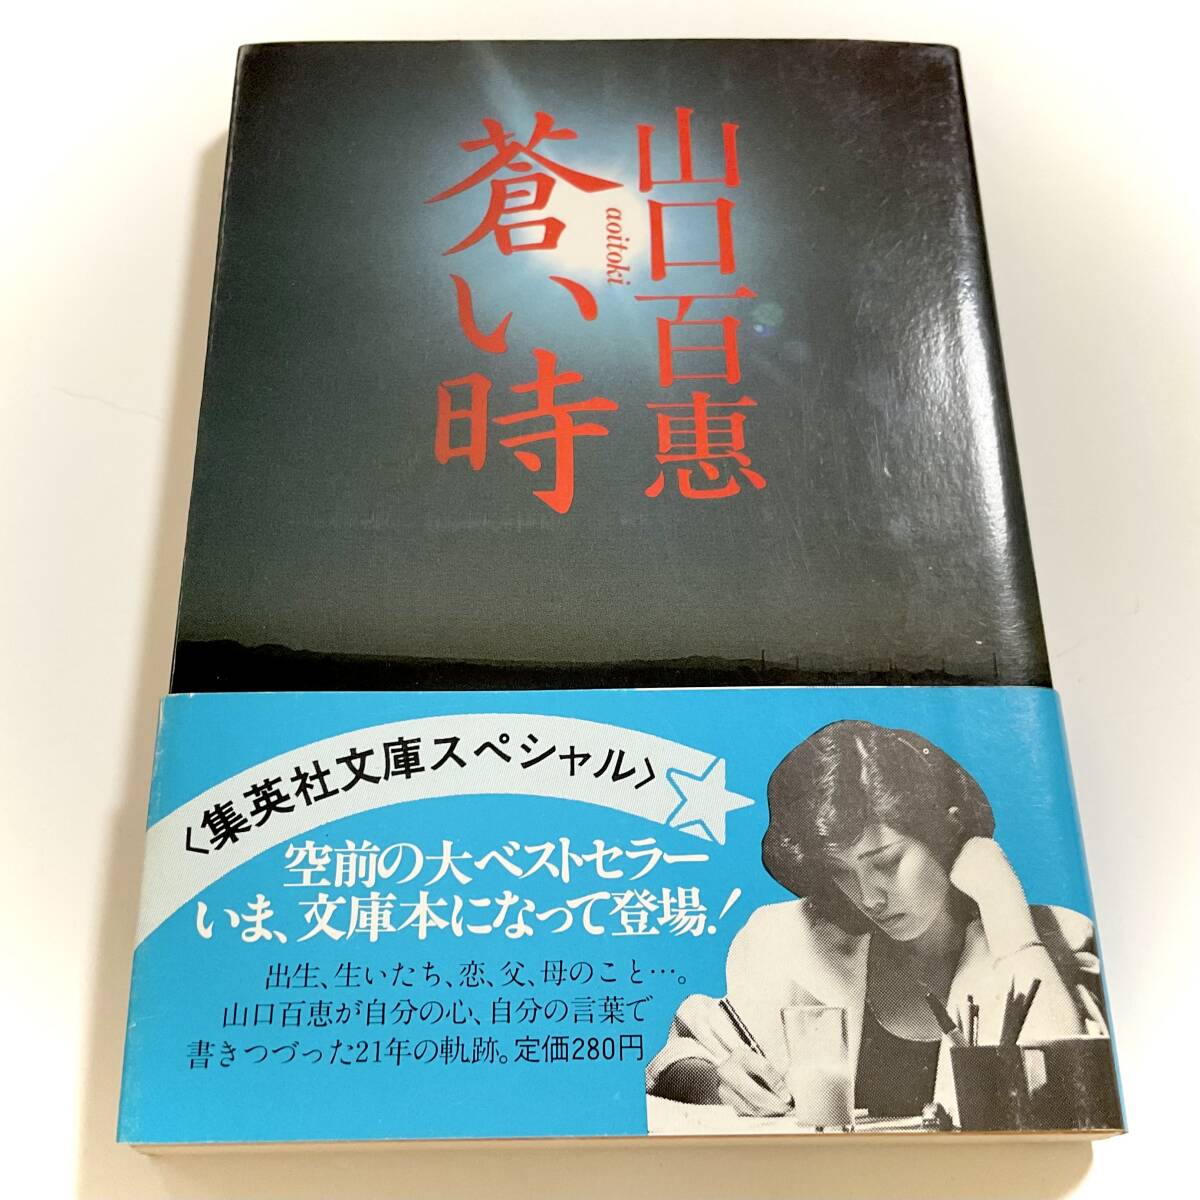 山口百恵
蒼い時
aoitoki
〈集英社文庫スペシャル〉
空前の大ベストセラー
いま、文庫本になって登場!
出生、生いたち、恋、父、母のこと…。
山口百恵が自分の心、自分の言葉で
書きつづった21年の軌跡。定価280円